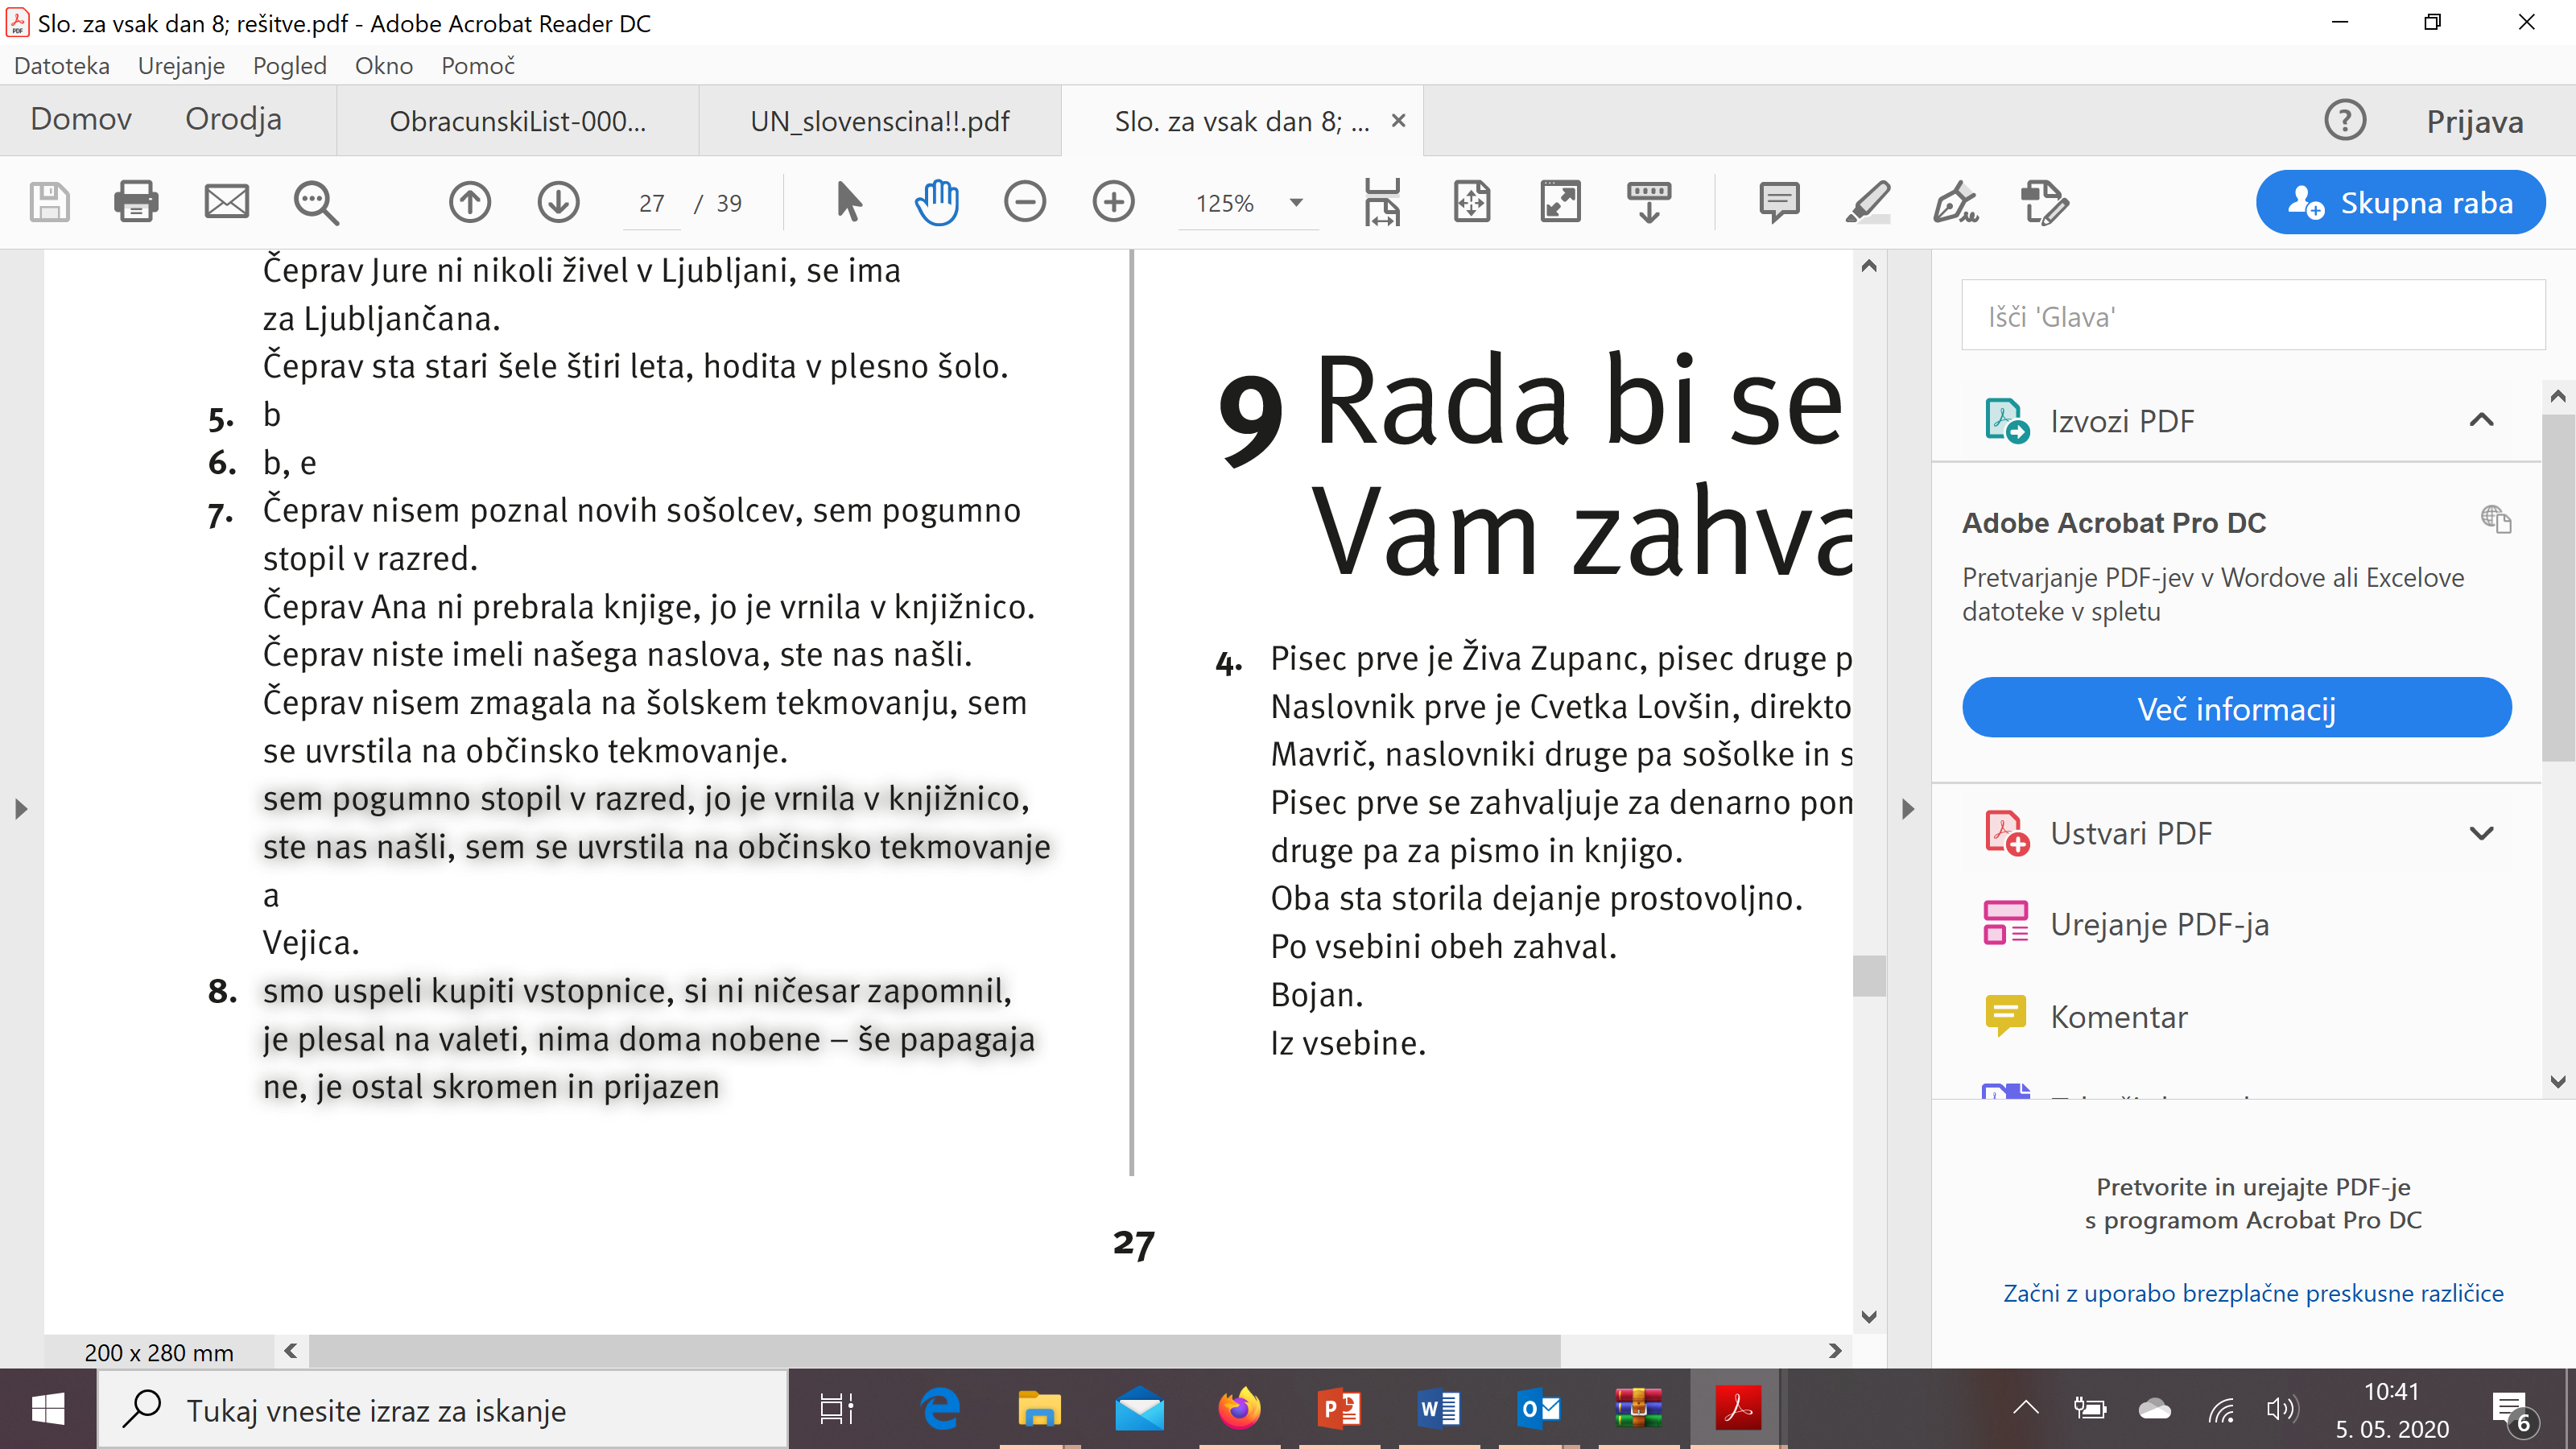 Slo. za vsak dan 8; rešitve.pdf - Adobe Acrobat Reader DC
Datoteka Urejanje Pogled Okno Pomoč
Domov Orodja ObracunskiList-000... UN_slovenscina!!.pdf Slo. za vsak dan 8; ... Prijava
27 / 39 125% Skupna raba
Čeprav Jure ni nikoli živel v Ljubljani, se ima
za Ljubljančana.
Čeprav sta stari šele štiri leta, hodita v plesno šolo.
5. b
6. b, e
7. Čeprav nisem poznal novih sošolcev, sem pogumno
stopil v razred.
Čeprav Ana ni prebrala knjige, jo je vrnila v knjižnico.
Čeprav niste imeli našega naslova, ste nas našli.
Čeprav nisem zmagala na šolskem tekmovanju, sem
se uvrstila na občinsko tekmovanje.
sem pogumno stopil v razred, jo je vrnila v knjižnico,
ste nas našli, sem se uvrstila na občinsko tekmovanje
a
Vejica.
8. smo uspeli kupiti vstopnice, si ni ničesar zapomnil,
je plesal na valeti, nima doma nobene – še papagaja
ne, je ostal skromen in prijazen
9 Rada bi se
Vam zahva
4. Pisec prve je Živa Zupanc, pisec druge p
Naslovnik prve je Cvetka Lovšin, direkto
Mavrič, naslovniki druge pa sošolke in s
Pisec prve se zahvaljuje za denarno pom
druge pa za pismo in knjigo.
Oba sta storila dejanje prostovoljno.
Po vsebini obeh zahval.
Bojan.
Iz vsebine.
27
200 x 280 mm
Išči 'Glava'
Izvozi PDF
Adobe Acrobat Pro DC
Pretvarjanje PDF-jev v Wordove ali Excelove
datoteke v spletu
Več informacij
Ustvari PDF
Urejanje PDF-ja
Komentar
Pretvorite in urejajte PDF-je
s programom Acrobat Pro DC
Začni z uporabo brezplačne preskusne različice
Tukaj vnesite izraz za iskanje
10:41
5. 05. 2020
6